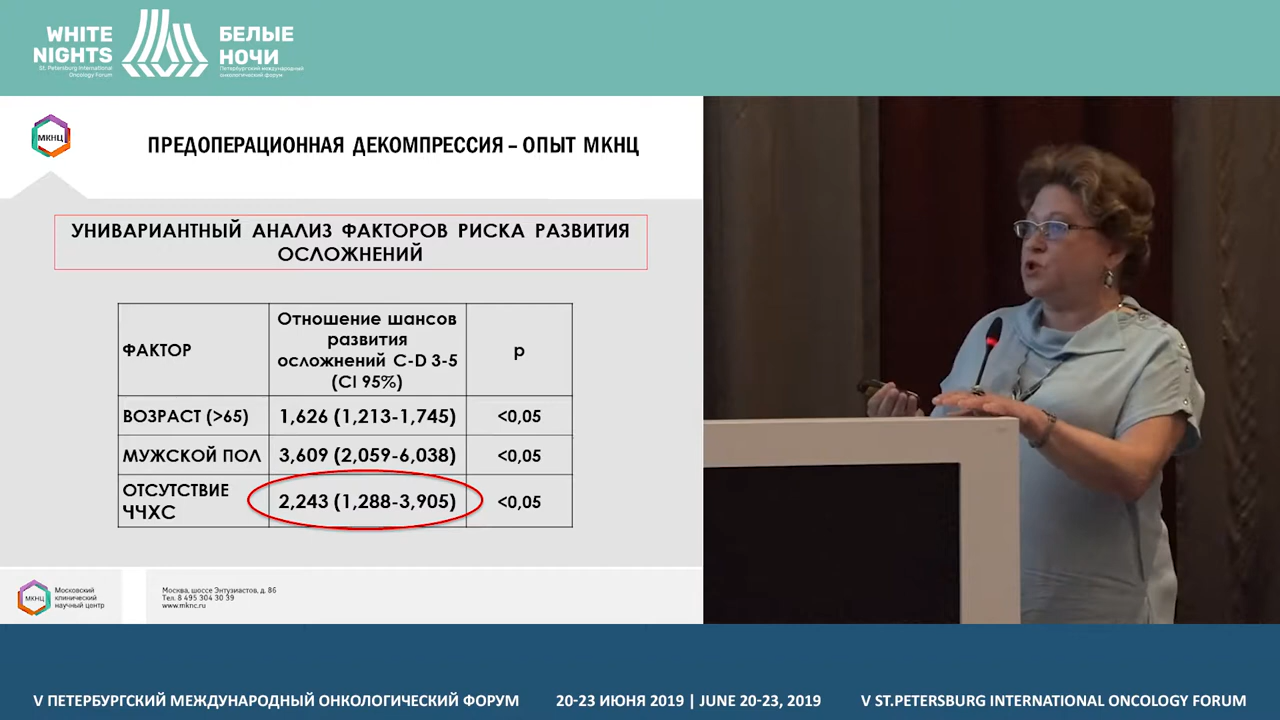 WHITE
NIGHTS
St. Petersburg International
Oncology Forum
БЕЛЫЕ
НОЧИ
Петербургский международный
онкологический форум
МКНЦ
ПРЕДОПЕРАЦИОННАЯ ДЕКОМПРЕССИЯ – ОПЫТ МКНЦ
УНИВАРИАНТНЫЙ АНАЛИЗ ФАКТОРОВ РИСКА РАЗВИТИЯ
ОСЛОЖНЕНИЙ
ФАКТОР
Отношение шансов
развития
осложнений C-D 3-5
(CI 95%)
p
ВОЗРАСТ (>65)
1,626 (1,213-1,745)
<0,05
МУЖСКОЙ ПОЛ
3,609 (2,059-6,038)
<0,05
ОТСУТСТВИЕ
ЧЧХС
2,243 (1,288-3,905)
<0,05
МКНЦ
Московский
клинический
научный центр
Москва, шоссе Энтузиастов, д. 86
Тел. 8 495 304 30 39
www.mknc.ru
V ПЕТЕРБУРГСКИЙ МЕЖДУНАРОДНЫЙ ОНКОЛОГИЧЕСКИЙ ФОРУМ
20-23 ИЮНЯ 2019 | JUNE 20-23, 2019
V ST.PETERSBURG INTERNATIONAL ONCOLOGY FORUM